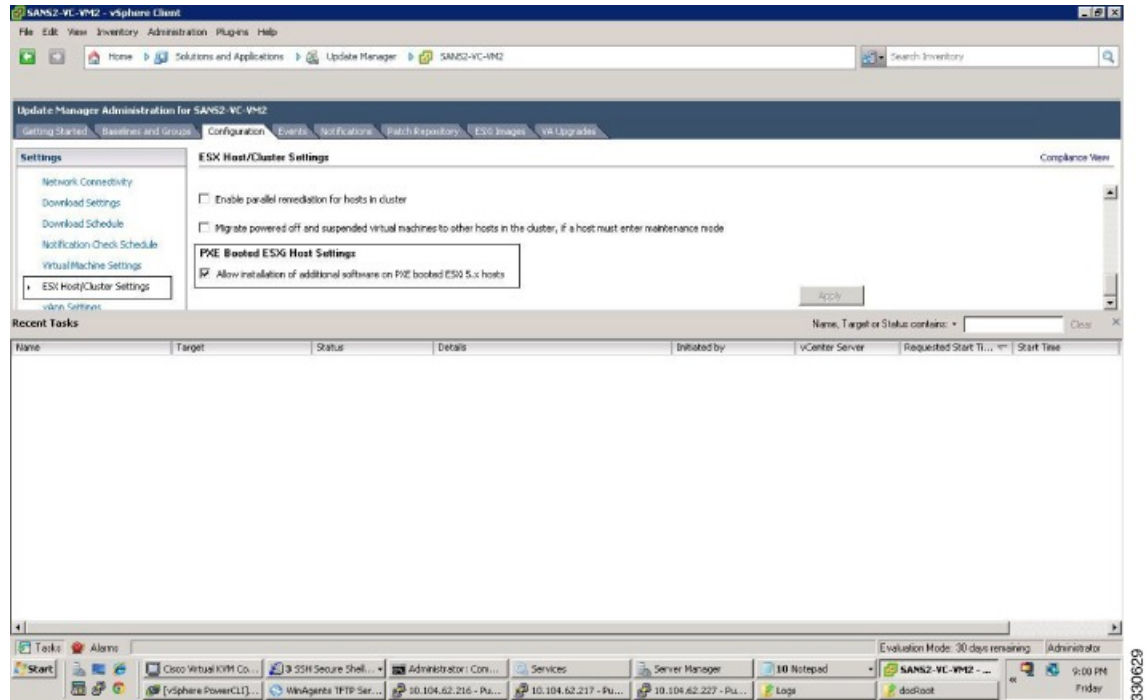 SANS2-VC-VM2 - vSphere Client
File Edit View Inventory Administration Plug-ins Help
Home Solutions and Applications Update Manager SANS2-VC-VM2 Search Inventory
Update Manager Administration for SANS2-VC-VM2
Getting Started Baselines and Groups Configuration Events Notifications Patch Repository ESXi Images VA Upgrades
Settings
Network Connectivity
Download Settings
Download Schedule
Notification Check Schedule
Virtual Machine Settings
ESX Host/Cluster Settings
vApp Settings
ESX Host/Cluster Settings Compliance View
Enable parallel remediation for hosts in cluster
Migrate powered off and suspended virtual machines to other hosts in the cluster, if a host must enter maintenance mode
PXE Booted ESXi Host Settings
Allow installation of additional software on PXE booted ESXi 5.x hosts
Apply
Recent Tasks Name, Target or Status contains: Clear
Name Target Status Details Initiated by vCenter Server Requested Start Ti... Start Time
Tasks Alarms Evaluation Mode: 30 days remaining Administrator
Start Cisco Virtual KVM Co... 3 SSH Secure Shell... Administrator: Com... Services Server Manager 10 Notepad SANS2-VC-VM2 - ... 9:00 PM
[vSphere PowerCLI]... WinAgents TFTP Ser... 10.104.62.216 - Pu... 10.104.62.217 - Pu... 10.104.62.227 - Pu... Logs docRoot Friday
300629